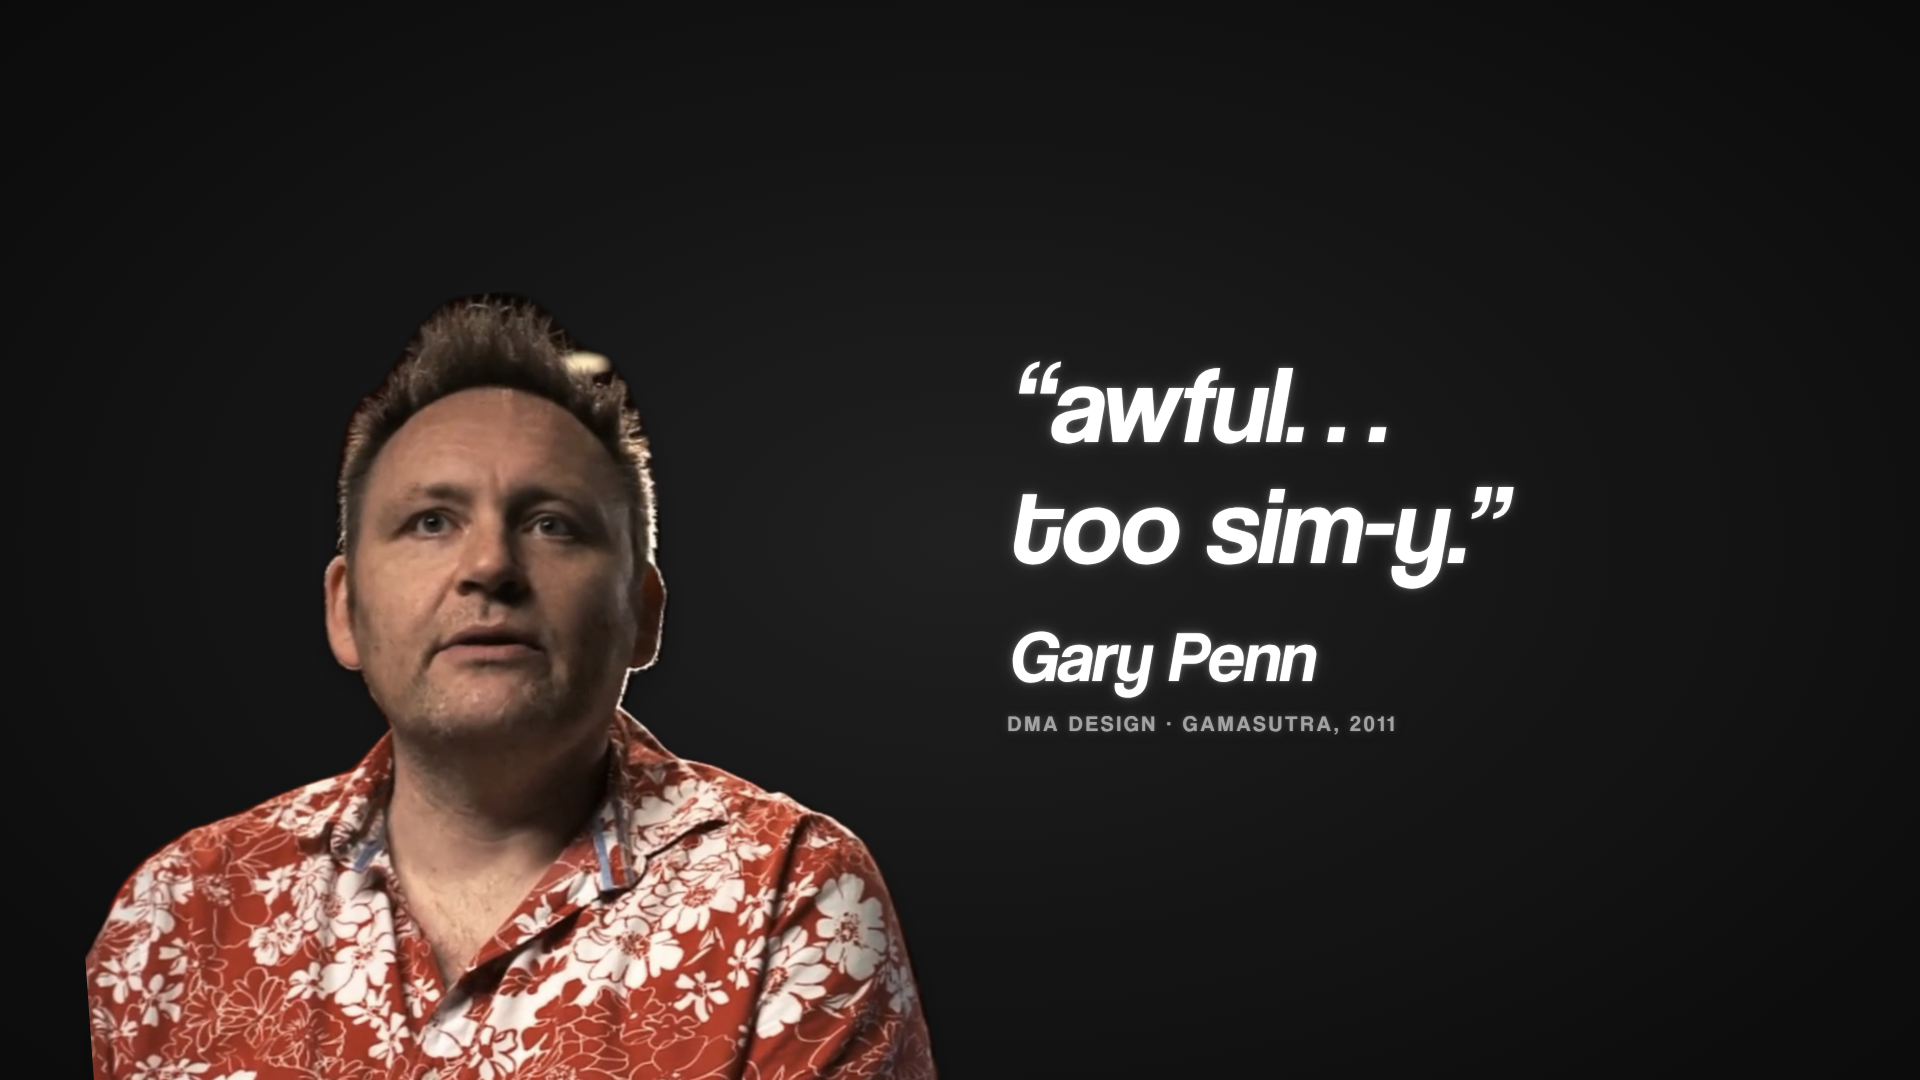 “awful. . .
too sim-y.”
Gary Penn
DMA DESIGN · GAMASUTRA, 2011